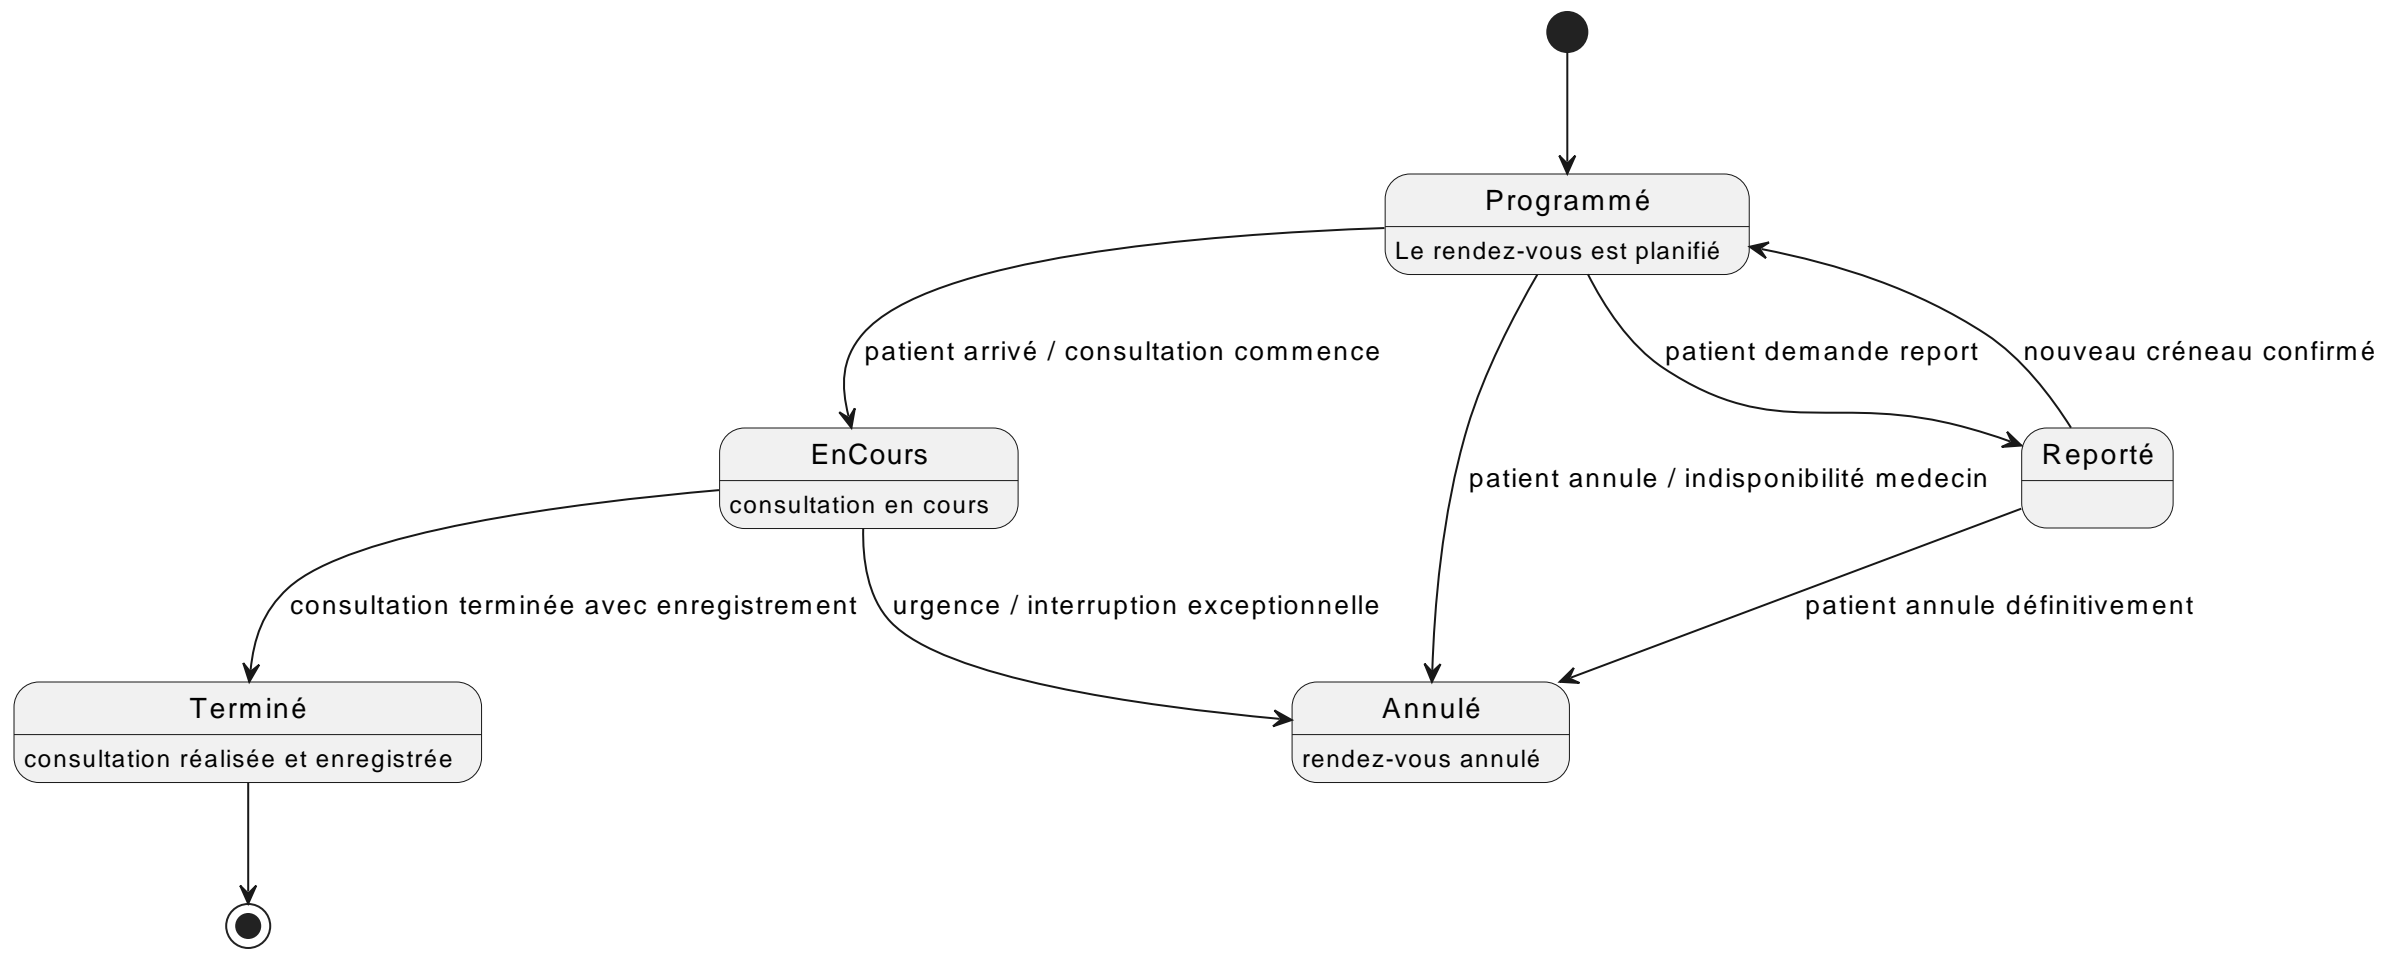 Programmé
Le rendez-vous est planifié
patient arrivé / consultation commence
patient demande report
nouveau créneau confirmé
EnCours
consultation en cours
patient annule / indisponibilité medecin
Reporté
consultation terminée avec enregistrement
urgence / interruption exceptionnelle
patient annule définitivement
Terminé
consultation réalisée et enregistrée
Annulé
rendez-vous annulé